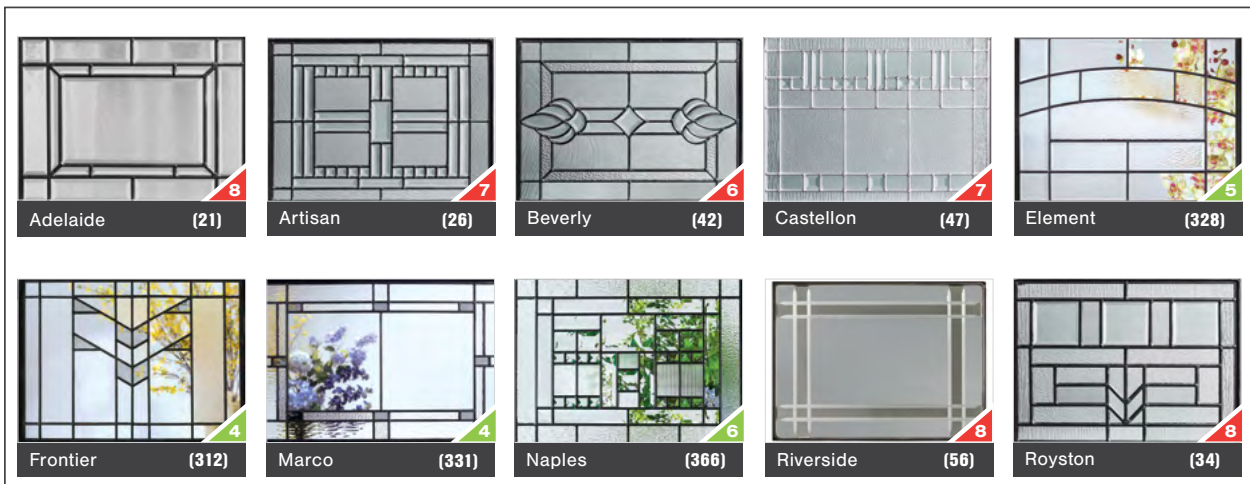 8
Adelaide (21)
7
Artisan (26)
6
Beverly (42)
7
Castellon (47)
5
Element (328)
4
Frontier (312)
4
Marco (331)
6
Naples (366)
8
Riverside (56)
8
Royston (34)